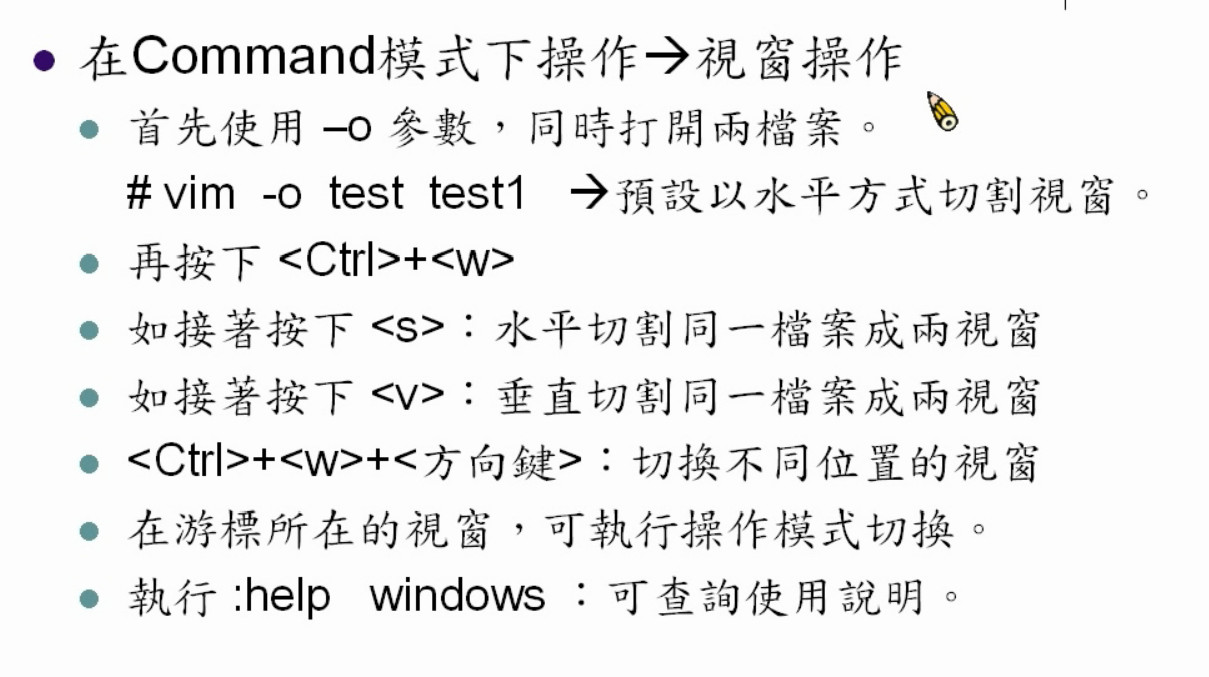 在Command模式下操作→視窗操作
首先使用 –o 參數,同時打開兩檔案。
# vim -o test test1 →預設以水平方式切割視窗。
再按下 <Ctrl>+<w>
如接著按下 <s>:水平切割同一檔案成兩視窗
如接著按下 <v>:垂直切割同一檔案成兩視窗
<Ctrl>+<w>+<方向鍵>:切換不同位置的視窗
在游標所在的視窗,可執行操作模式切換。
執行 :help windows :可查詢使用說明。